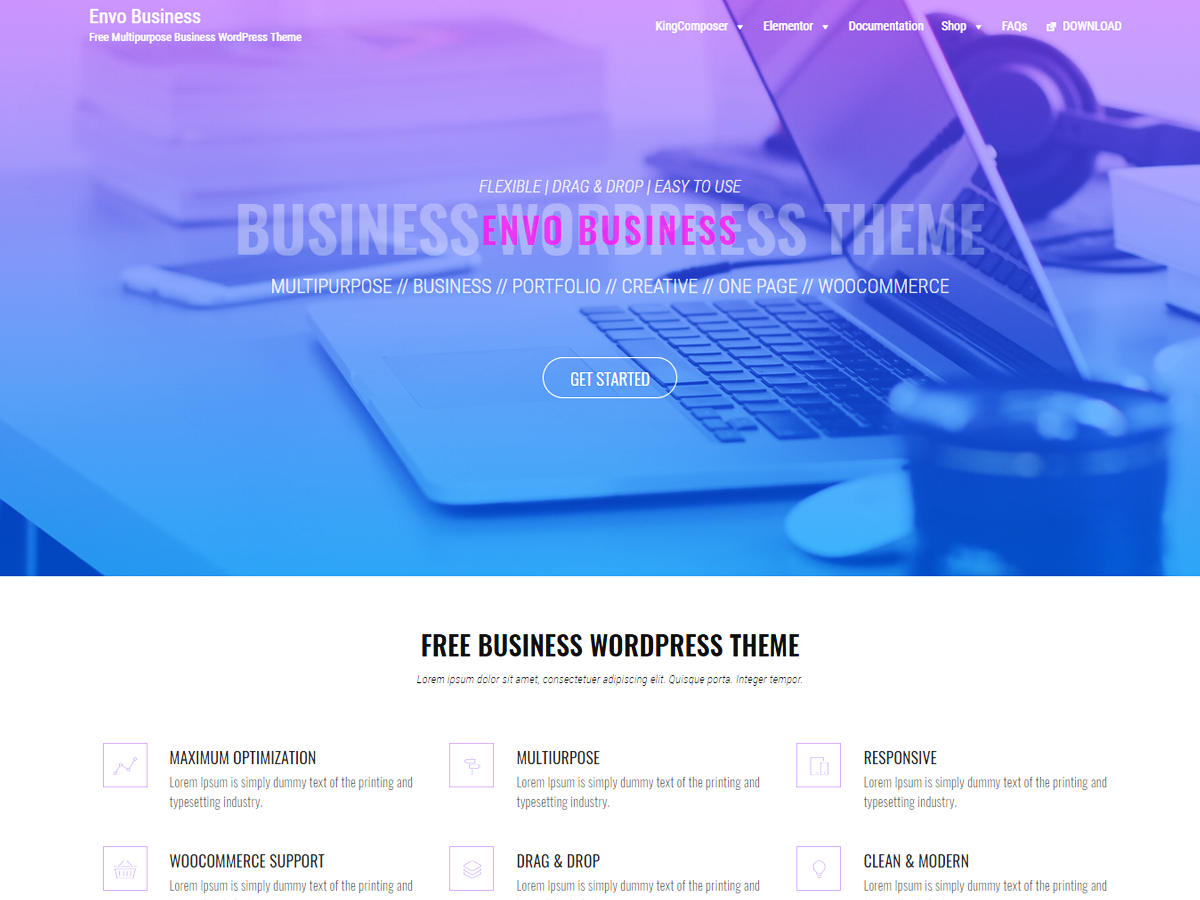 Envo Business
Free Multipurpose Business WordPress Theme
KingComposer Elementor Documentation Shop FAQs DOWNLOAD
FLEXIBLE | DRAG & DROP | EASY TO USE
BUSINESS WORDPRESS THEME
ENVO BUSINESS
MULTIPURPOSE // BUSINESS // PORTFOLIO // CREATIVE // ONE PAGE // WOOCOMMERCE
GET STARTED
FREE BUSINESS WORDPRESS THEME
Lorem ipsum dolor sit amet, consectetuer adipiscing elit. Quisque porta. Integer tempor.
MAXIMUM OPTIMIZATION
Lorem Ipsum is simply dummy text of the printing and
typesetting industry.
MULTIURPOSE
Lorem Ipsum is simply dummy text of the printing and
typesetting industry.
RESPONSIVE
Lorem Ipsum is simply dummy text of the printing and
typesetting industry.
WOOCOMMERCE SUPPORT
Lorem Ipsum is simply dummy text of the printing and
DRAG & DROP
Lorem Ipsum is simply dummy text of the printing and
CLEAN & MODERN
Lorem Ipsum is simply dummy text of the printing and